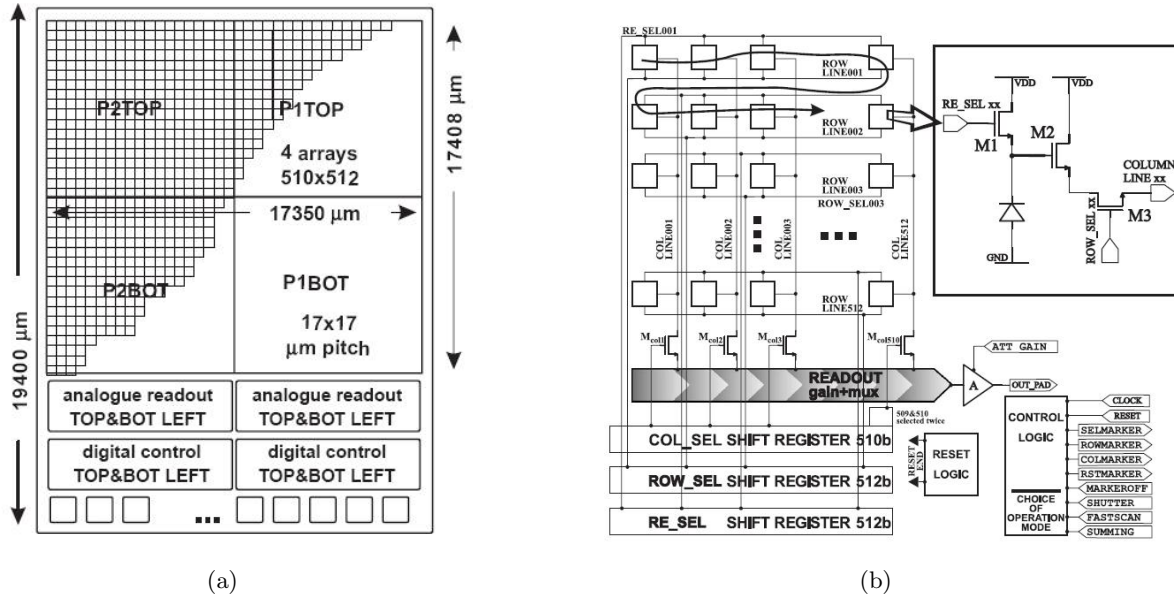 P2TOP
P1TOP
4 arrays
510x512
17408 µm
17350 µm
19400 µm
P2BOT
P1BOT
17x17
µm pitch
analogue readout
TOP&BOT LEFT
analogue readout
TOP&BOT LEFT
digital control
TOP&BOT LEFT
digital control
TOP&BOT LEFT
(a)
RE_SEL001
ROW
LINE001
ROW
LINE002
ROW
LINE003
ROW_SEL003
COL
LINE001
COL
LINE002
COL
LINE003
COL
LINE512
ROW
LINE512
Mcol1
Mcol2
Mcol3
Mcol510
READOUT
gain+mux
A
ATT GAIN
OUT_PAD
509&510
selected twice
COL_SEL SHIFT REGISTER 510b
ROW_SEL SHIFT REGISTER 512b
RE_SEL SHIFT REGISTER 512b
RESET
END
RESET
LOGIC
CONTROL
LOGIC
CHOICE
OF
OPERATION
MODE
CLOCK
RESET
SELMARKER
ROWMARKER
COLMARKER
RSTMARKER
MARKEROFF
SHUTTER
FASTSCAN
SUMMING
VDD
VDD
RE_SEL xx
M1
M2
COLUMN
LINE xx
M3
ROW_SEL xx
GND
(b)